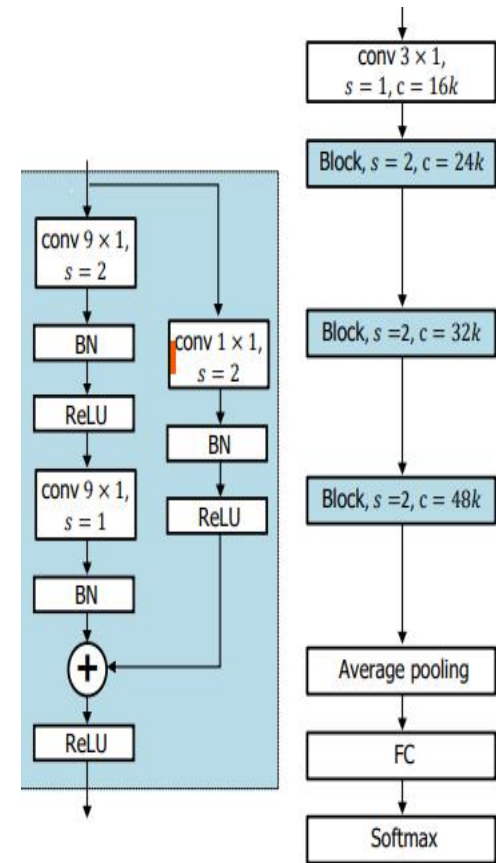 conv 9 × 1,
s = 2
BN
ReLU
conv 9 × 1,
s = 1
BN
+
ReLU
conv 1 × 1,
s = 2
BN
ReLU
conv 3 × 1,
s = 1, c = 16k
Block, s = 2, c = 24k
Block, s =2, c = 32k
Block, s =2, c = 48k
Average pooling
FC
Softmax